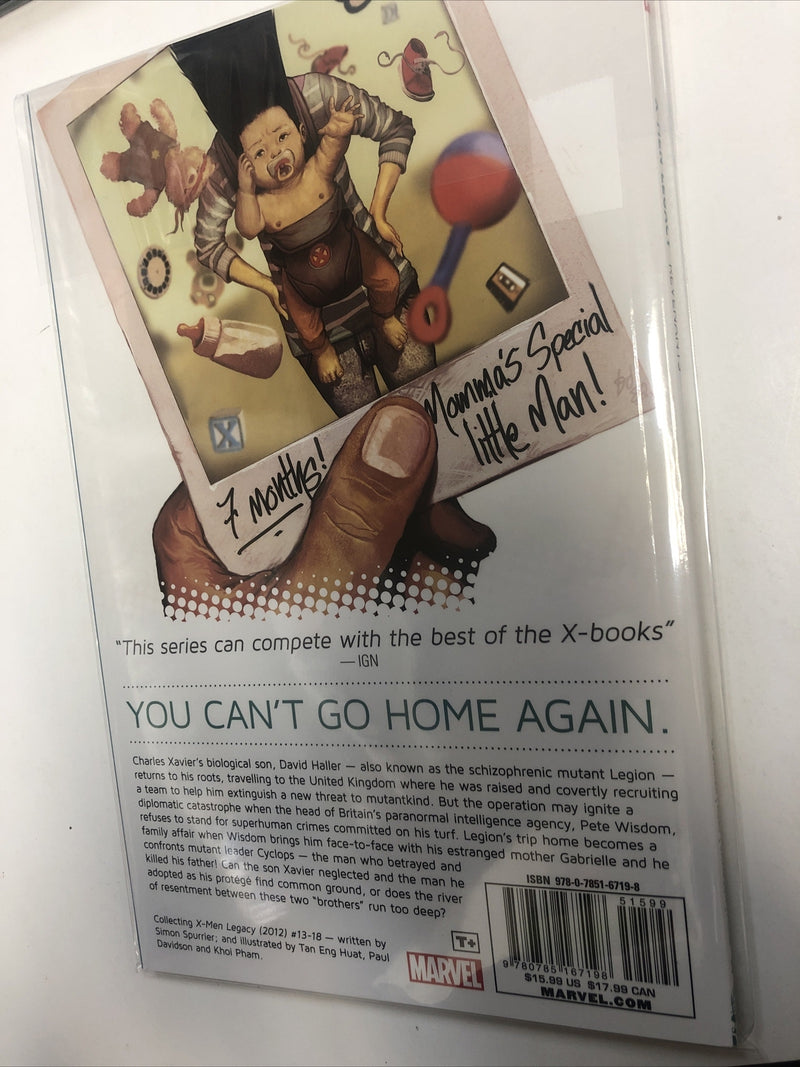 X
Momma's Special
little Man!
7 months!
"This series can compete with the best of the X-books"
— IGN
YOU CAN'T GO HOME AGAIN.
Charles Xavier's biological son, David Haller — also known as the schizophrenic mutant Legion —
returns to his roots, travelling to the United Kingdom where he was raised and covertly recruiting
a team to help him extinguish a new threat to mutantkind. But the operation may ignite a
diplomatic catastrophe when the head of Britain's paranormal intelligence agency, Pete Wisdom,
refuses to stand for superhuman crimes committed on his turf. Legion's trip home becomes a
family affair when Wisdom brings him face-to-face with his estranged mother Gabrielle and he
confronts mutant leader Cyclops — the man who betrayed and
killed his father! Can the son Xavier neglected and the man he
adopted as his protégé find common ground, or does the river
of resentment between these two "brothers" run too deep?
Collecting X-Men Legacy (2012) #13-18 — written by
Simon Spurrier; and illustrated by Tan Eng Huat, Paul
Davidson and Khoi Pham.
T+
MARVEL
ISBN 978-0-7851-6719-8
51599
9 780785 167198
$15.99 US $17.99 CAN
MARVEL.COM